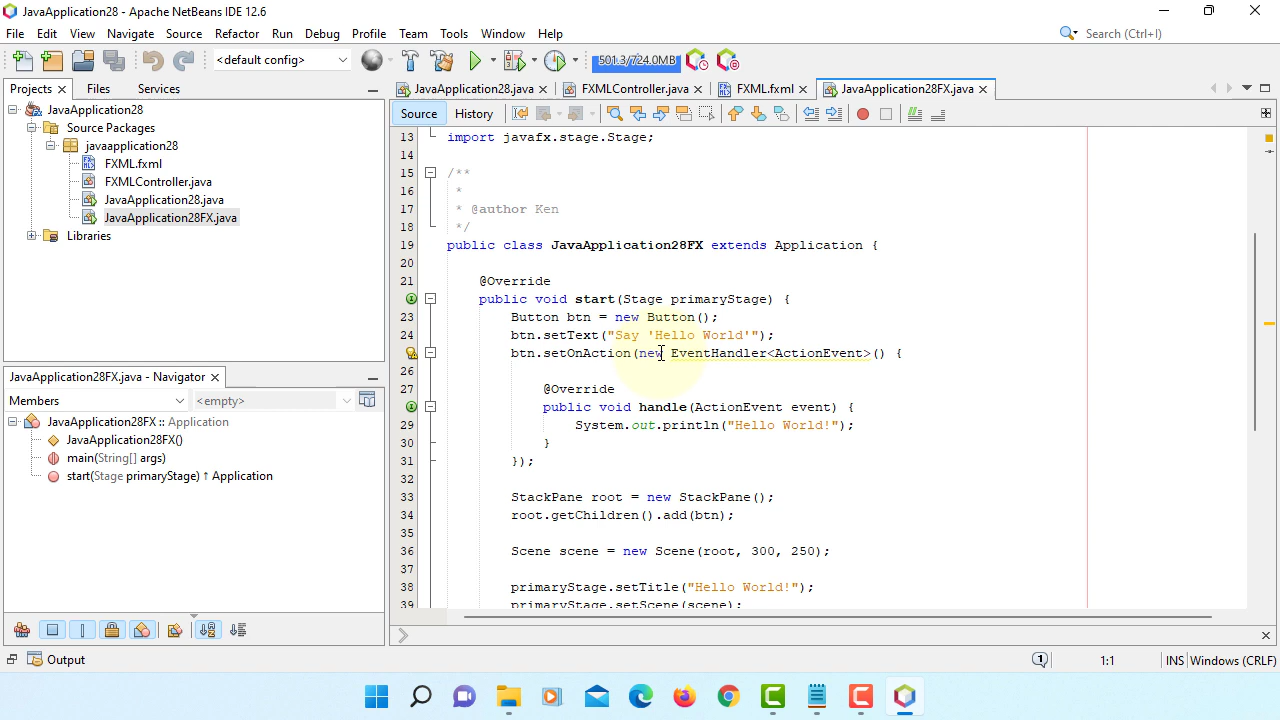 JavaApplication28 - Apache NetBeans IDE 12.6
File Edit View Navigate Source Refactor Run Debug Profile Team Tools Window Help
Search (Ctrl+I)
<default config>
501.3/724.0MB
Projects
Files
Services
JavaApplication28
Source Packages
javaapplication28
FXML.fxml
FXMLController.java
JavaApplication28.java
JavaApplication28FX.java
Libraries
JavaApplication28FX.java - Navigator
Members
<empty>
JavaApplication28FX :: Application
JavaApplication28FX()
main(String[] args)
start(Stage primaryStage) ↑ Application
JavaApplication28.java
FXMLController.java
FXML.fxml
JavaApplication28FX.java
Source
History
13 import javafx.stage.Stage;
14
15 /**
16 *
17 * @author Ken
18 */
19 public class JavaApplication28FX extends Application {
20
21 @Override
public void start(Stage primaryStage) {
23 Button btn = new Button();
24 btn.setText("Say 'Hello World'");
btn.setOnAction(new EventHandler<ActionEvent>() {
26
27 @Override
public void handle(ActionEvent event) {
29 System.out.println("Hello World!");
30 }
31 });
32
33 StackPane root = new StackPane();
34 root.getChildren().add(btn);
35
36 Scene scene = new Scene(root, 300, 250);
37
38 primaryStage.setTitle("Hello World!");
39 primaryStage.setScene(scene);
Output
1
1:1
INS
Windows (CRLF)